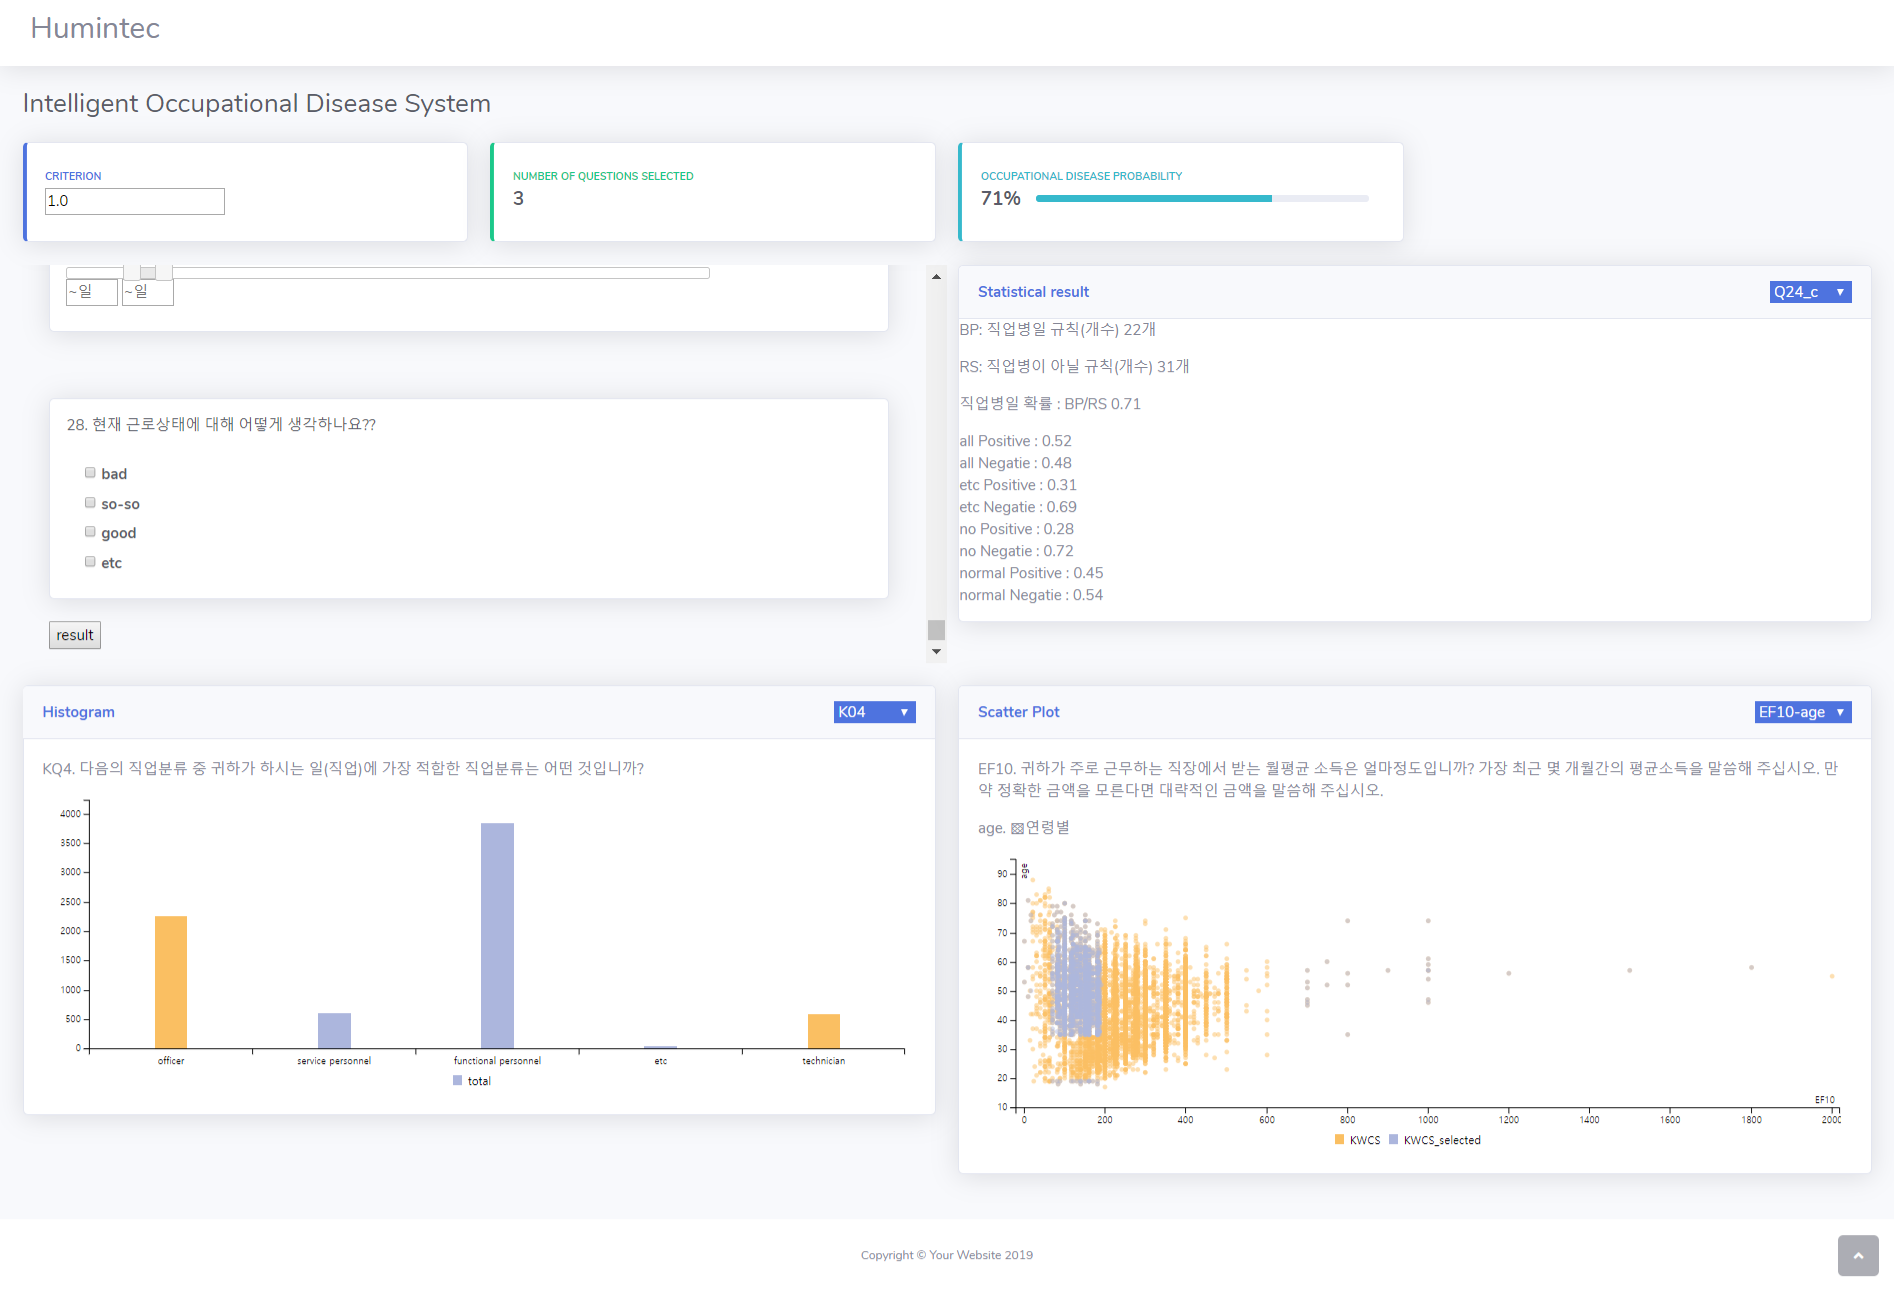 Humintec
Intelligent Occupational Disease System
CRITERION
1.0
NUMBER OF QUESTIONS SELECTED
3
OCCUPATIONAL DISEASE PROBABILITY
71%
~일 ~일
28. 현재 근로상태에 대해 어떻게 생각하나요??
bad
so-so
good
etc
result
Statistical result
Q24_c
BP: 직업병일 규칙(개수) 22개
RS: 직업병이 아닐 규칙(개수) 31개
직업병일 확률 : BP/RS 0.71
all Positive : 0.52
all Negatie : 0.48
etc Positive : 0.31
etc Negatie : 0.69
no Positive : 0.28
no Negatie : 0.72
normal Positive : 0.45
normal Negatie : 0.54
Histogram
K04
KQ4. 다음의 직업분류 중 귀하가 하시는 일(직업)에 가장 적합한 직업분류는 어떤 것입니까?
4000
3500
3000
2500
2000
1500
1000
500
0
officer service personnel functional personnel etc technician
total
Scatter Plot
EF10-age
EF10. 귀하가 주로 근무하는 직장에서 받는 월평균 소득은 얼마정도입니까? 가장 최근 몇 개월간의 평균소득을 말씀해 주십시오. 만
약 정확한 금액을 모른다면 대략적인 금액을 말씀해 주십시오.
age. ▨연령별
age
90
80
70
60
50
40
30
20
10
EF10
0 200 400 600 800 1000 1200 1400 1600 1800 2000
KWCS KWCS_selected
Copyright © Your Website 2019